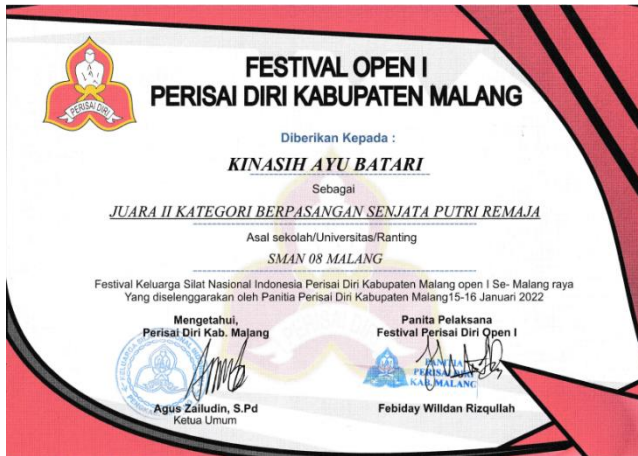 PERISAI DIRI
FESTIVAL OPEN I
PERISAI DIRI KABUPATEN MALANG
Diberikan Kepada :
KINASIH AYU BATARI
Sebagai
JUARA II KATEGORI BERPASANGAN SENJATA PUTRI REMAJA
Asal sekolah/Universitas/Ranting
SMAN 08 MALANG
Festival Keluarga Silat Nasional Indonesia Perisai Diri Kabupaten Malang open I Se- Malang raya
Yang diselenggarakan oleh Panitia Perisai Diri Kabupaten Malang15-16 Januari 2022
Mengetahui,
Perisai Diri Kab. Malang
Agus Zailudin, S.Pd
Ketua Umum
Panita Pelaksana
Festival Perisai Diri Open I
PANITIA
PERISAI DIRI
KAB. MALANG
Febiday Willdan Rizqullah